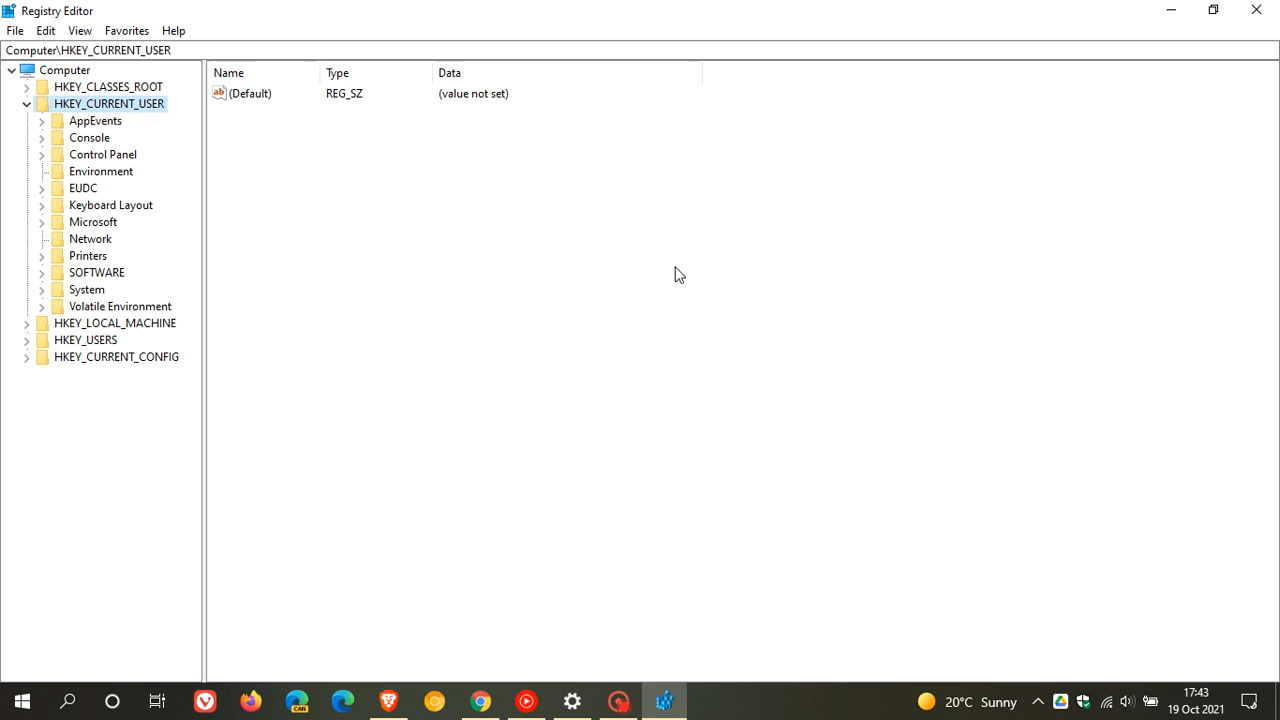 Registry Editor
File Edit View Favorites Help
Computer\HKEY_CURRENT_USER
Computer
HKEY_CLASSES_ROOT
HKEY_CURRENT_USER
AppEvents
Console
Control Panel
Environment
EUDC
Keyboard Layout
Microsoft
Network
Printers
SOFTWARE
System
Volatile Environment
HKEY_LOCAL_MACHINE
HKEY_USERS
HKEY_CURRENT_CONFIG
Name Type Data
ab (Default) REG_SZ (value not set)
CAN
20°C Sunny
17:43
19 Oct 2021